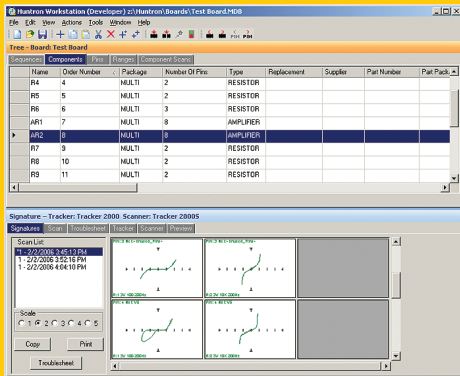 Huntron Workstation (Developer) z:\Huntron\Boards\Test Board.MDB
File Edit View Actions Tools Window Help
Tree - Board: Test Board
Sequences Components Pins Ranges Component Scans
Name Order Number Package Number Of Pins Type Replacement Supplier Part Number Part Pack
R4 4 MULTI 2 RESISTOR
R5 5 MULTI 2 RESISTOR
R6 6 MULTI 3 RESISTOR
AR1 7 MULTI 8 AMPLIFIER
AR2 8 MULTI 8 AMPLIFIER
R7 9 MULTI 2 RESISTOR
R8 10 MULTI 2 RESISTOR
R9 11 MULTI 2 RESISTOR
Signature - Tracker: Tracker 2800 Scanner: Tracker 2800S
Signatures Scan Troubleshoot Tracker Scanner Preview
Scan List
*1 - 2/2/2006 3:45:13 PM
1 - 2/2/2006 3:52:16 PM
1 - 2/2/2006 4:04:18 PM
Scale
1 2 3 4 5
Copy Print
Troubleshoot